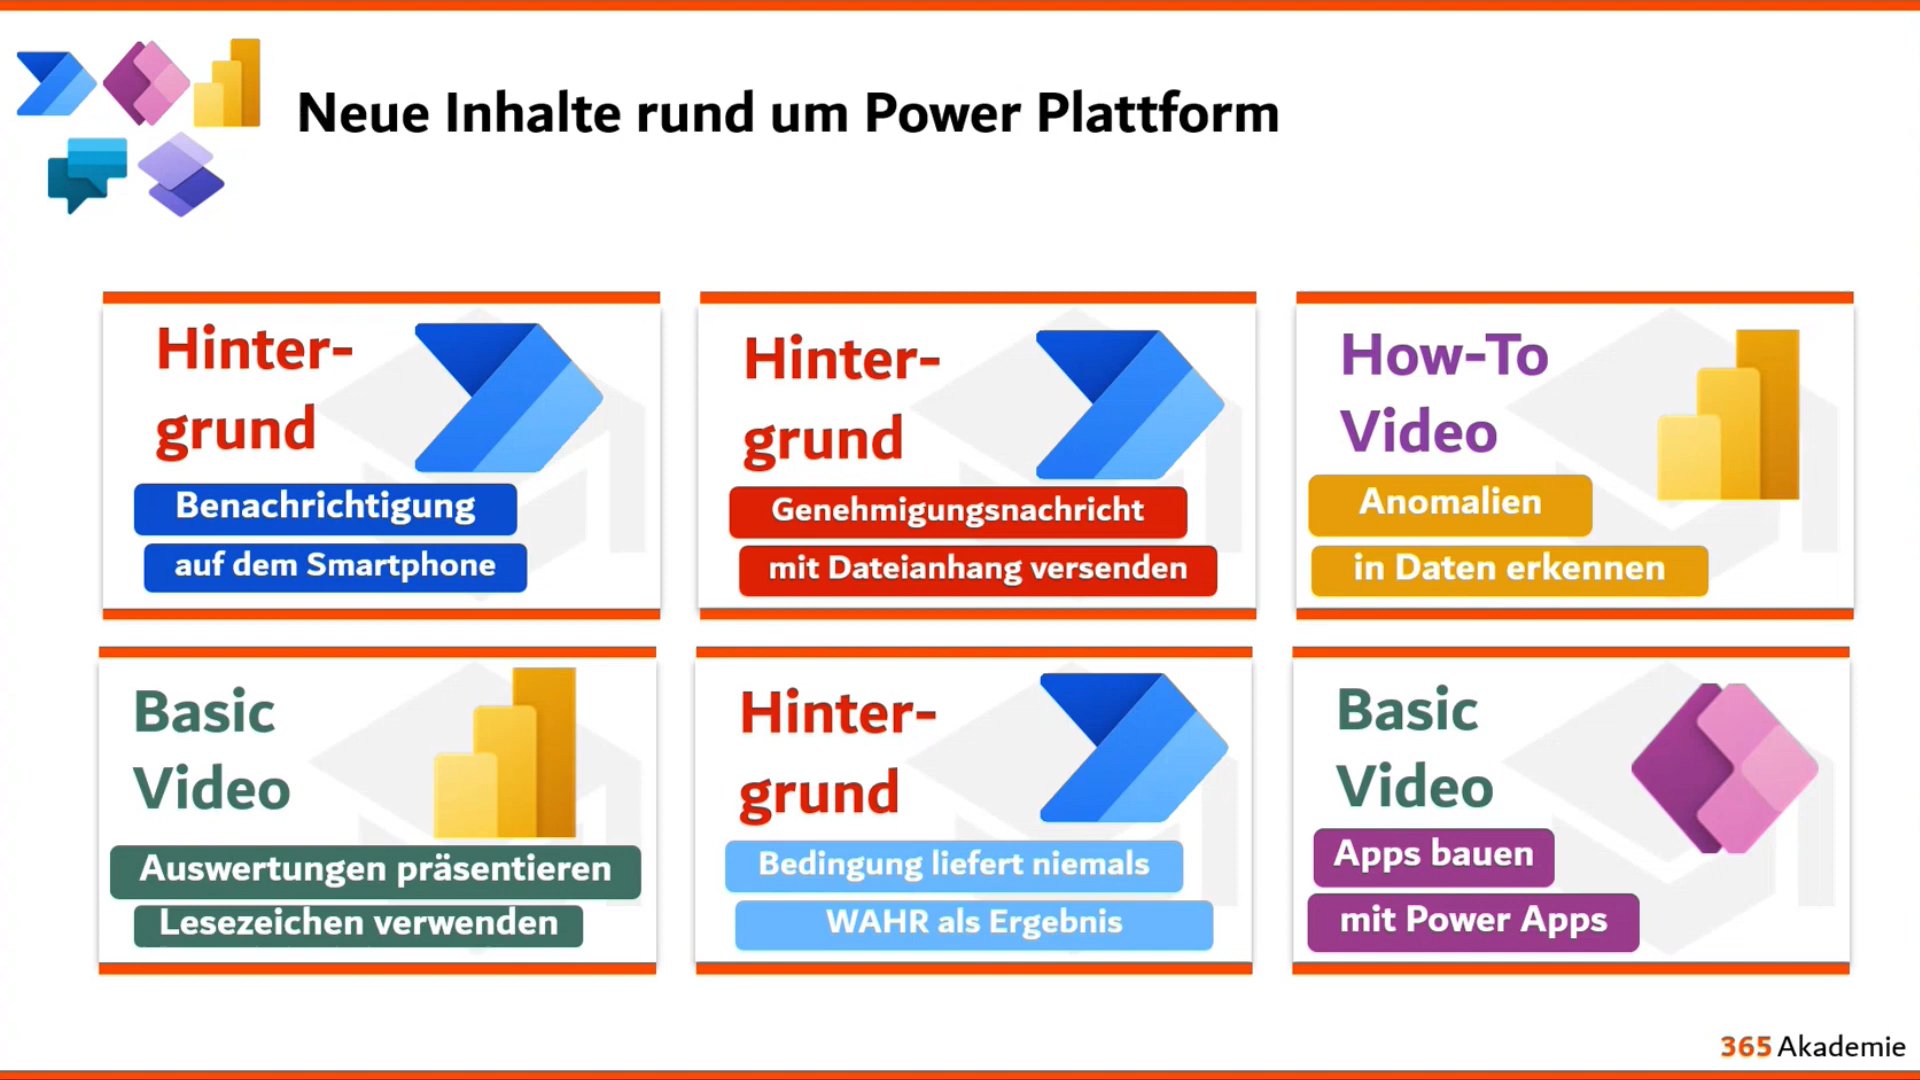 Neue Inhalte rund um Power Plattform
Hinter-
grund
Benachrichtigung
auf dem Smartphone
Hinter-
grund
Genehmigungsnachricht
mit Dateianhang versenden
How-To
Video
Anomalien
in Daten erkennen
Basic
Video
Auswertungen präsentieren
Lesezeichen verwenden
Hinter-
grund
Bedingung liefert niemals
WAHR als Ergebnis
Basic
Video
Apps bauen
mit Power Apps
365 Akademie